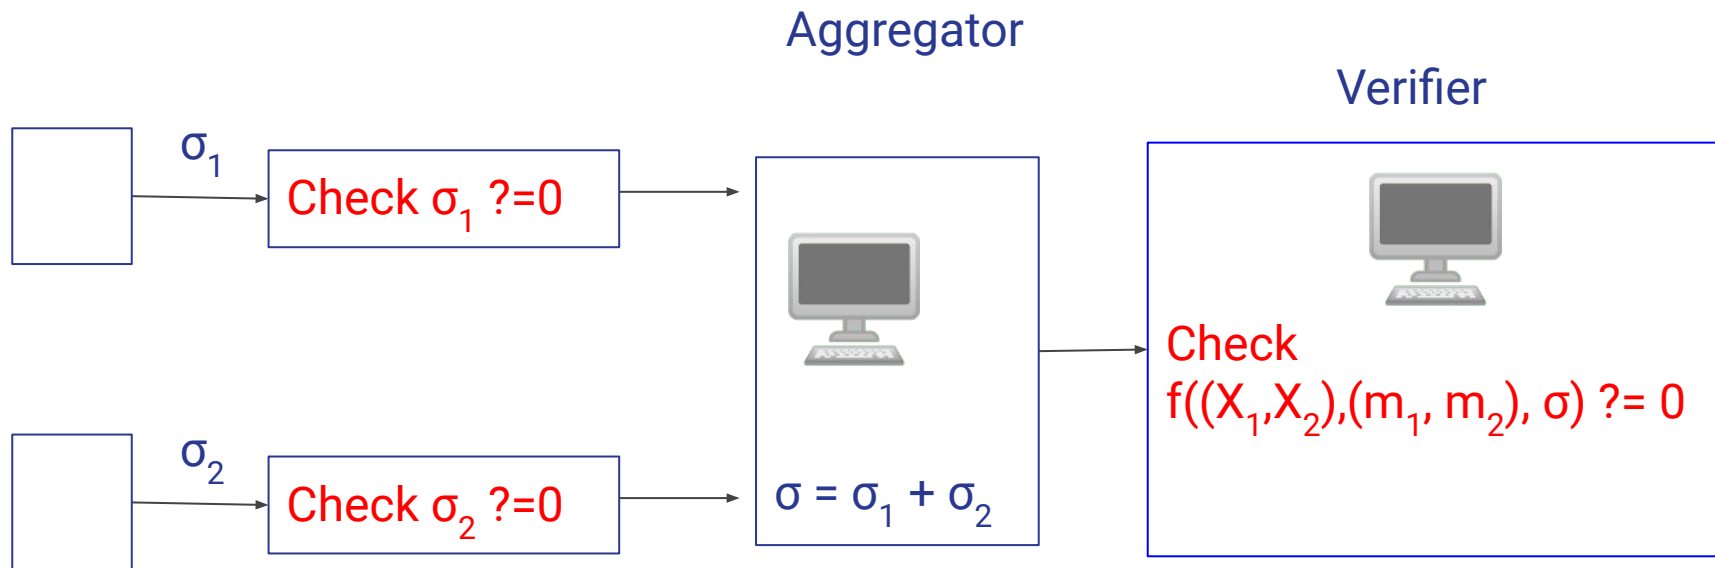 Aggregator
Verifier
σ₁
Check σ₁ ?=0
σ₂
Check σ₂ ?=0
σ = σ₁ + σ₂
Check
f((X₁,X₂),(m₁, m₂), σ) ?= 0